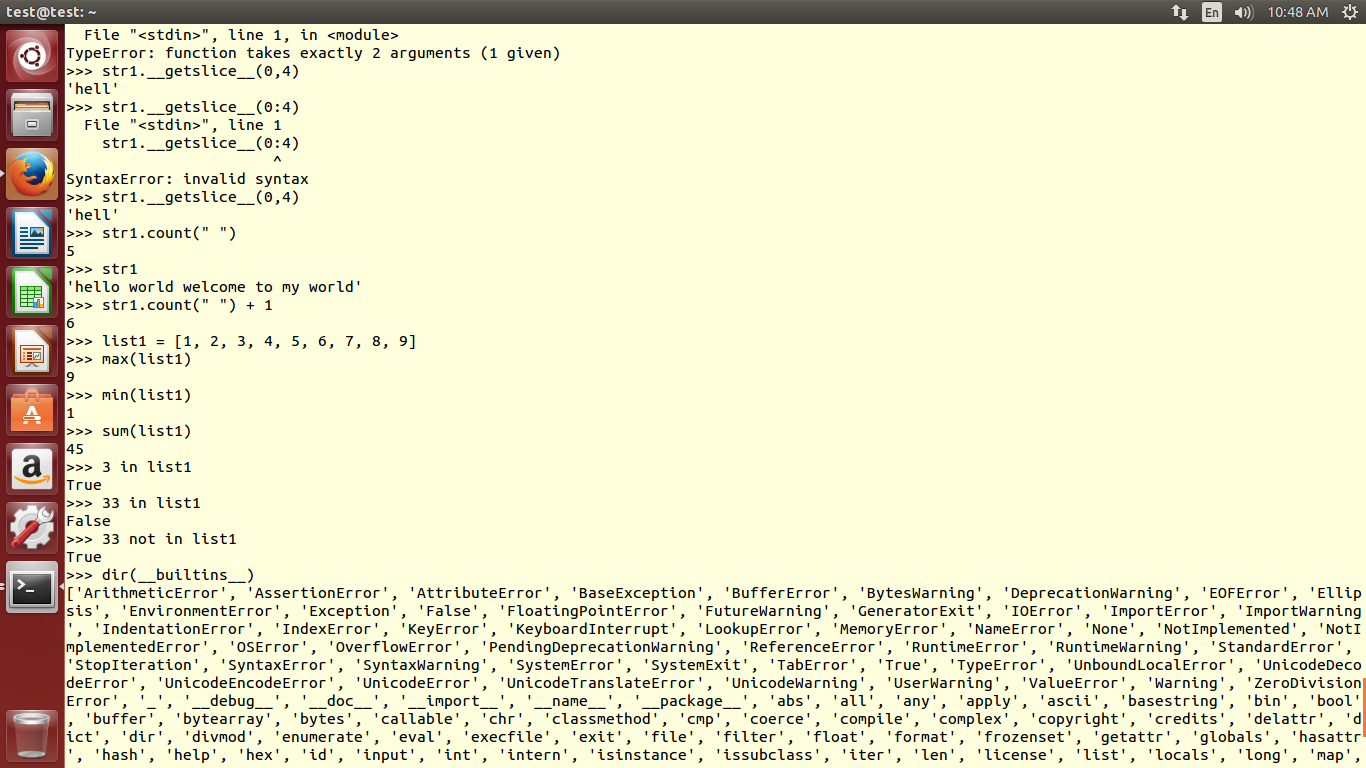 test@test: ~
En
10:48 AM
  File "<stdin>", line 1, in <module>
TypeError: function takes exactly 2 arguments (1 given)
>>> str1.__getslice__(0,4)
'hell'
>>> str1.__getslice__(0:4)
  File "<stdin>", line 1
    str1.__getslice__(0:4)
                       ^
SyntaxError: invalid syntax
>>> str1.__getslice__(0,4)
'hell'
>>> str1.count(" ")
5
>>> str1
'hello world welcome to my world'
>>> str1.count(" ") + 1
6
>>> list1 = [1, 2, 3, 4, 5, 6, 7, 8, 9]
>>> max(list1)
9
>>> min(list1)
1
>>> sum(list1)
45
>>> 3 in list1
True
>>> 33 in list1
False
>>> 33 not in list1
True
>>> dir(__builtins__)
['ArithmeticError', 'AssertionError', 'AttributeError', 'BaseException', 'BufferError', 'BytesWarning', 'DeprecationWarning', 'EOFError', 'Ellip
sis', 'EnvironmentError', 'Exception', 'False', 'FloatingPointError', 'FutureWarning', 'GeneratorExit', 'IOError', 'ImportError', 'ImportWarning
', 'IndentationError', 'IndexError', 'KeyError', 'KeyboardInterrupt', 'LookupError', 'MemoryError', 'NameError', 'None', 'NotImplemented', 'NotI
mplementedError', 'OSError', 'OverflowError', 'PendingDeprecationWarning', 'ReferenceError', 'RuntimeError', 'RuntimeWarning', 'StandardError',
'StopIteration', 'SyntaxError', 'SyntaxWarning', 'SystemError', 'SystemExit', 'TabError', 'True', 'TypeError', 'UnboundLocalError', 'UnicodeDeco
deError', 'UnicodeEncodeError', 'UnicodeError', 'UnicodeTranslateError', 'UnicodeWarning', 'UserWarning', 'ValueError', 'Warning', 'ZeroDivision
Error', '_', '__debug__', '__doc__', '__import__', '__name__', '__package__', 'abs', 'all', 'any', 'apply', 'ascii', 'basestring', 'bin', 'bool'
, 'buffer', 'bytearray', 'bytes', 'callable', 'chr', 'classmethod', 'cmp', 'coerce', 'compile', 'complex', 'copyright', 'credits', 'delattr', 'd
ict', 'dir', 'divmod', 'enumerate', 'eval', 'execfile', 'exit', 'file', 'filter', 'float', 'format', 'frozenset', 'getattr', 'globals', 'hasattr
', 'hash', 'help', 'hex', 'id', 'input', 'int', 'intern', 'isinstance', 'issubclass', 'iter', 'len', 'license', 'list', 'locals', 'long', 'map',